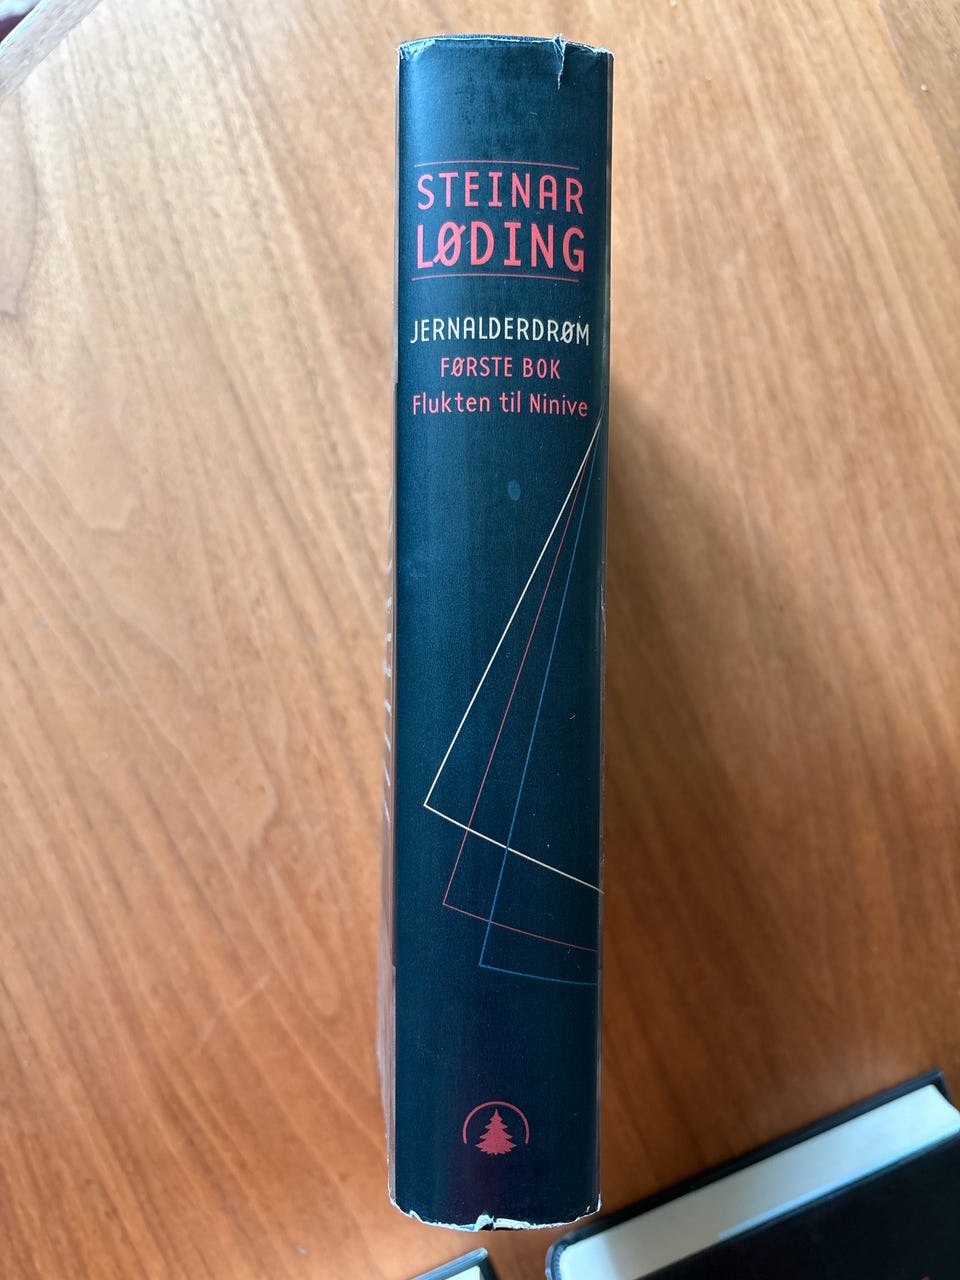 STEINAR
LØDING
JERNALDERDRØM
FØRSTE BOK
Flukten til Ninive